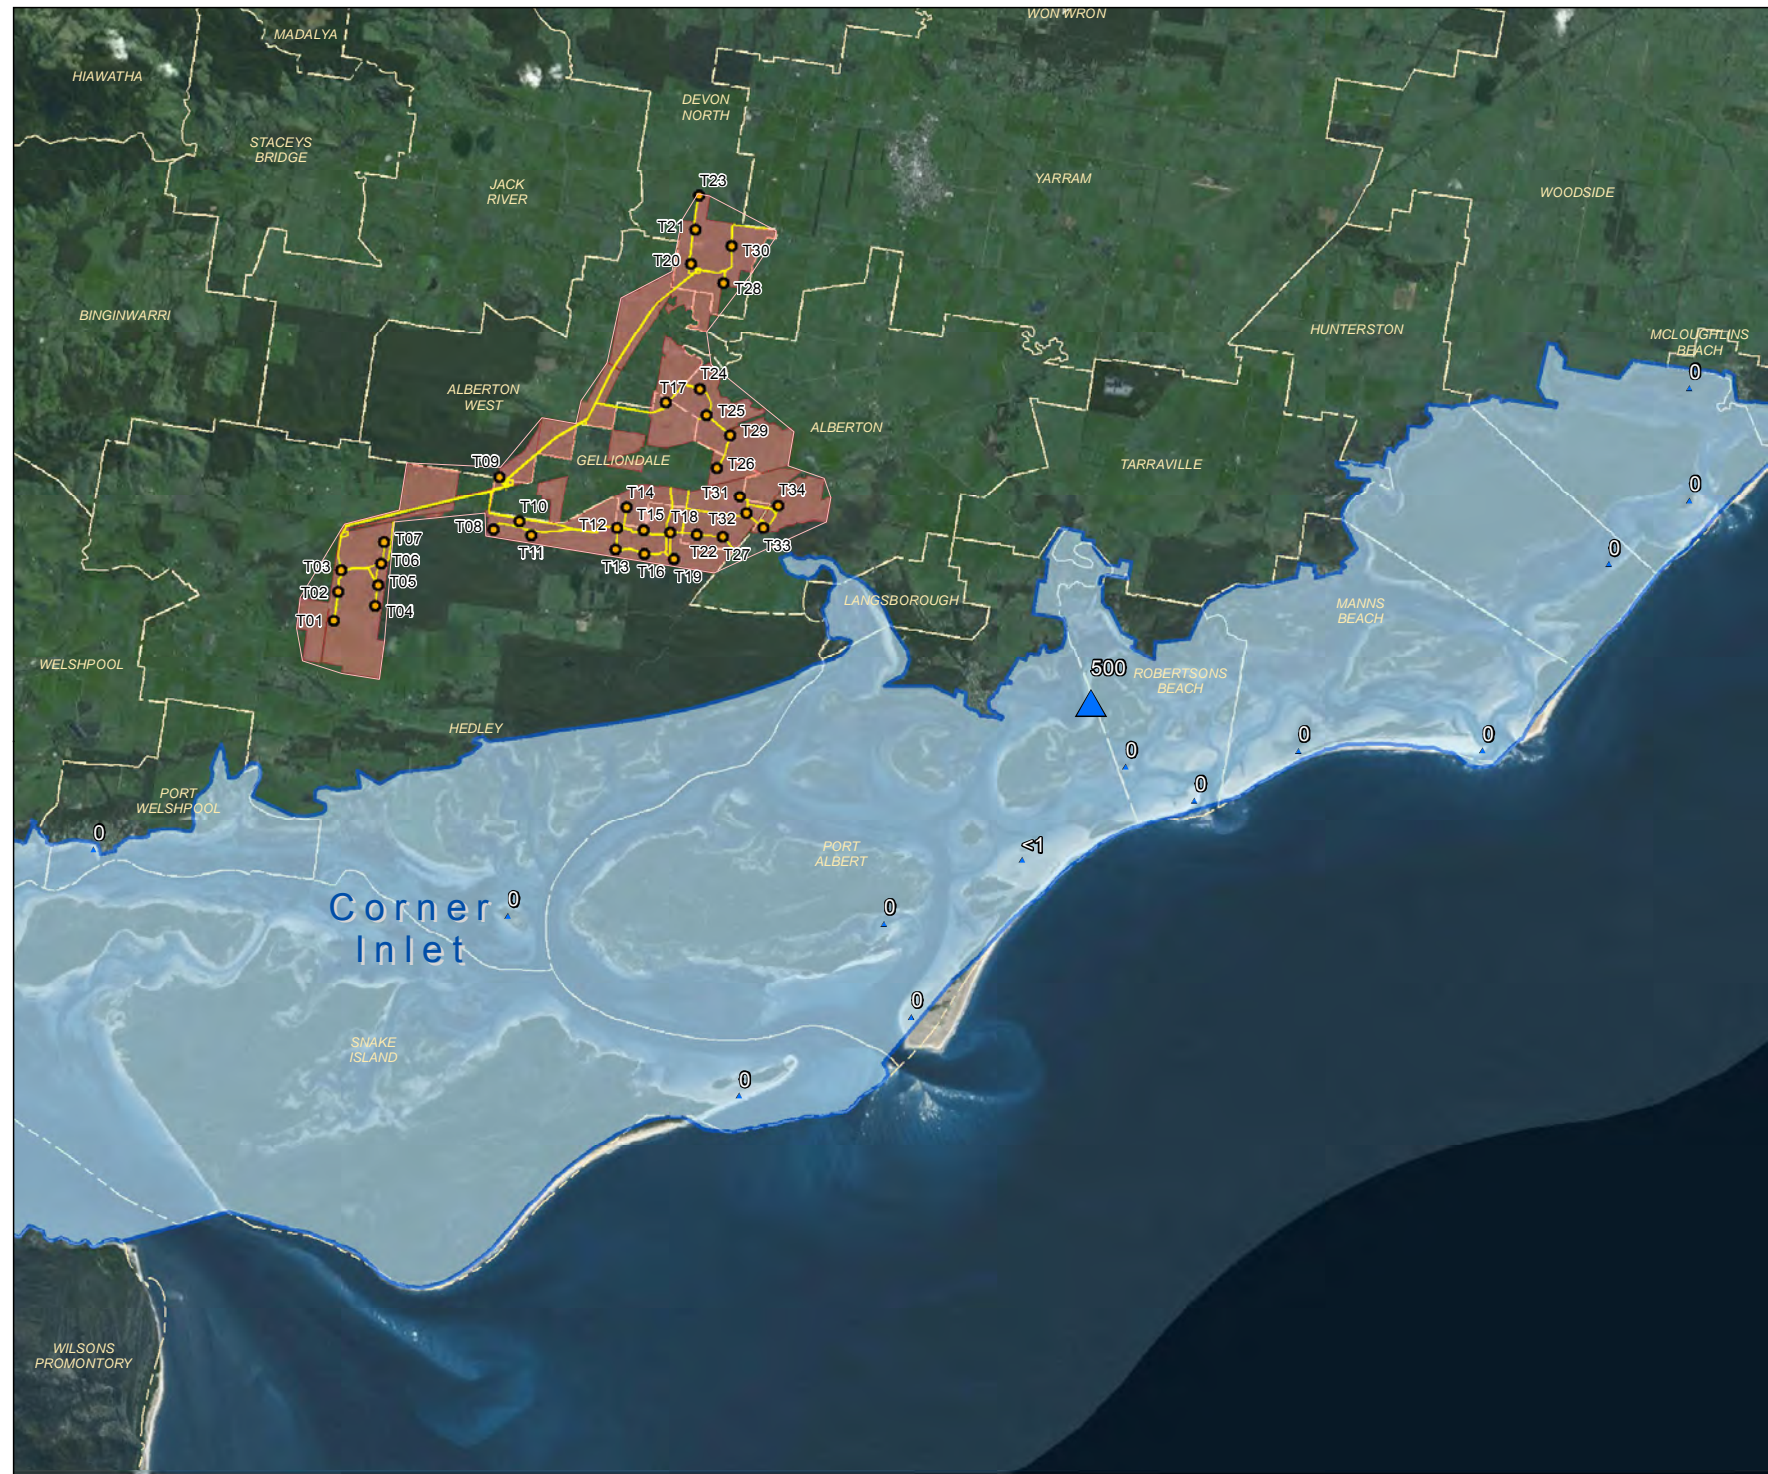 WON WRON
MADALYA
HIAWATHA
DEVON
NORTH
STACEYS
BRIDGE
JACK
RIVER
YARRAM
WOODSIDE
T23
T21
T30
T20
T28
BINGINWARRI
HUNTERSTON
MCLOUGHLINS
BEACH
0
T24
T17
ALBERTON
WEST
T25
ALBERTON
T29
GELLIONDALE
T26
TARRAVILLE
T09
0
T14
T31
T34
T10
T12
T15
T18
T32
T08
T11
T22
T27
T33
T07
T13
T16
T19
0
T03
T06
T02
T05
T04
T01
LANGSBOROUGH
MANNS
BEACH
WELSHPOOL
500
ROBERTSONS
BEACH
HEDLEY
0
0
0
0
PORT
WELSHPOOL
0
<1
PORT
ALBERT
Corner
Inlet
0
0
0
SNAKE
ISLAND
0
WILSONS
PROMONTORY